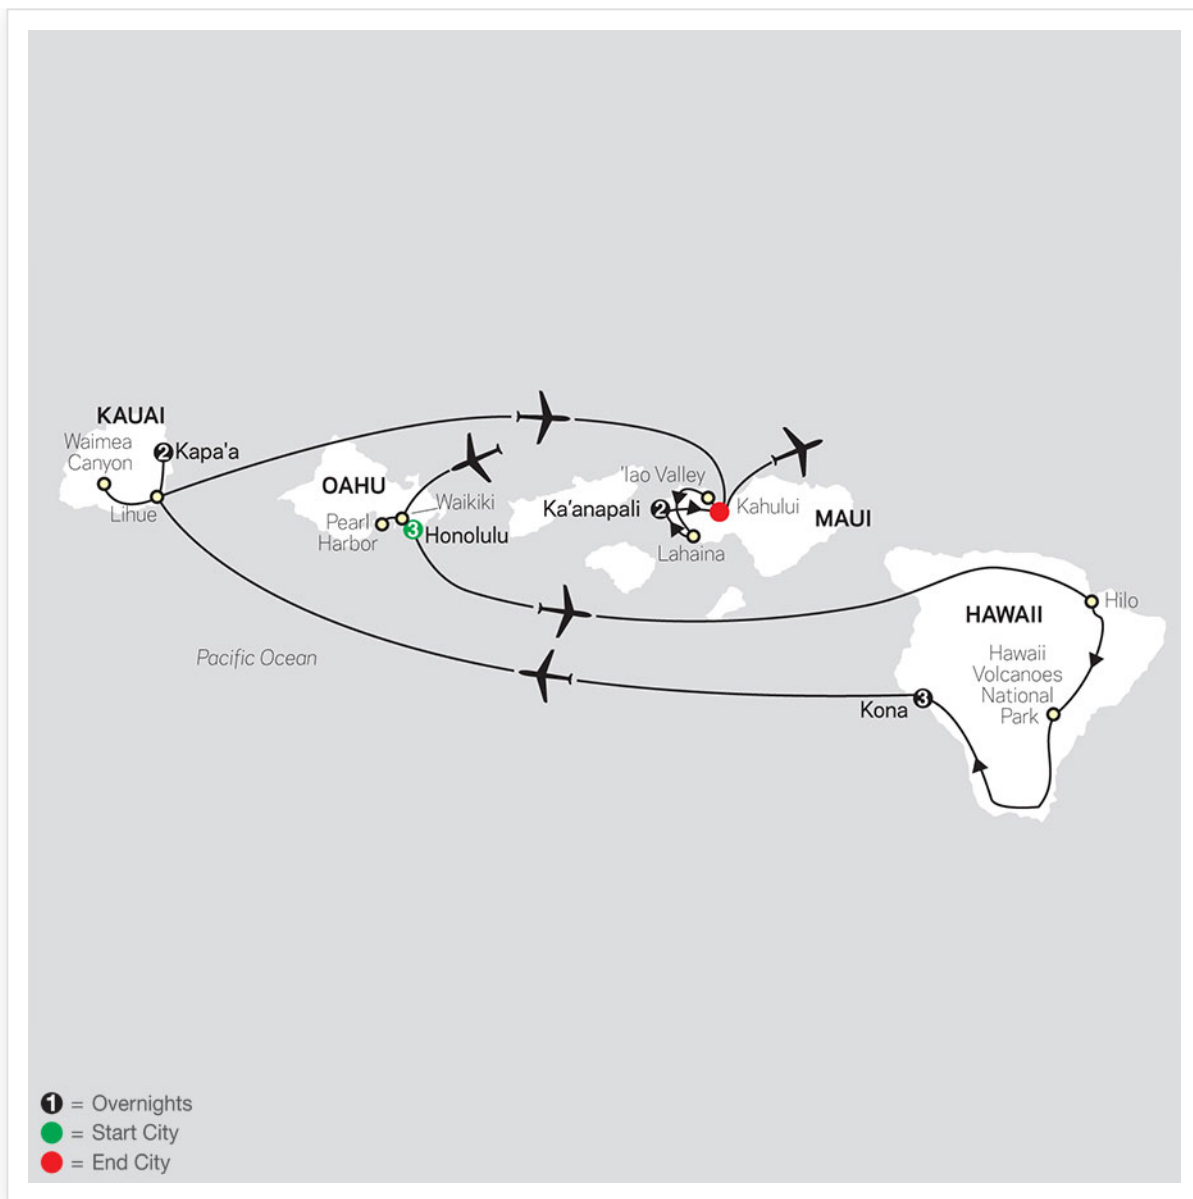 KAUAI
Waimea
Canyon
2
Kapa'a
Lihue
OAHU
Waikiki
Pearl
Harbor
3
Honolulu
'Iao Valley
Ka'anapali
2
Kahului
MAUI
Lahaina
Hilo
HAWAII
Hawaii
Volcanoes
National
Park
Kona
3
Pacific Ocean
1 = Overnights
= Start City
= End City